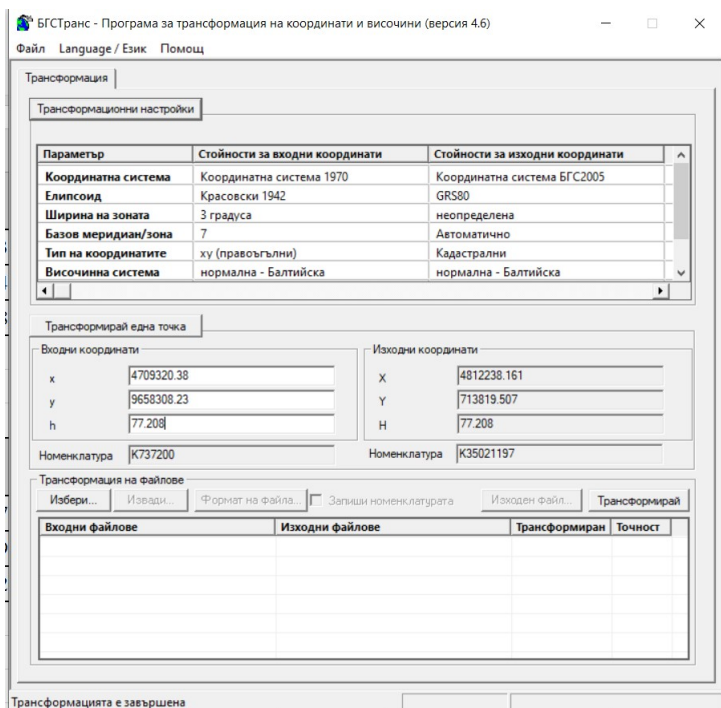 БГСТранс - Програма за трансформация на координати и височини (версия 4.6)
Файл Language / Език Помощ
Трансформация
Трансформационни настройки
Параметър Стойности за входни координати Стойности за изходни координати
Координатна система Координатна система 1970 Координатна система БГС2005
Елипсоид Красовски 1942 GRS80
Ширина на зоната 3 градуса неопределена
Базов меридиан/зона 7 Автоматично
Тип на координатите xy (правоъгълни) Кадастрални
Височинна система нормална - Балтийска нормална - Балтийска
Трансформирай една точка
Входни координати Изходни координати
x 4709320.38 X 4812238.161
y 9658308.23 Y 713819.507
h 77.208 H 77.208
Номенклатура K737200 Номенклатура K35021197
Трансформация на файлове
Избери... Извади... Формат на файла... Запиши номенклатурата Изходен файл... Трансформирай
Входни файлове Изходни файлове Трансформиран Точност
Трансформацията е завършена